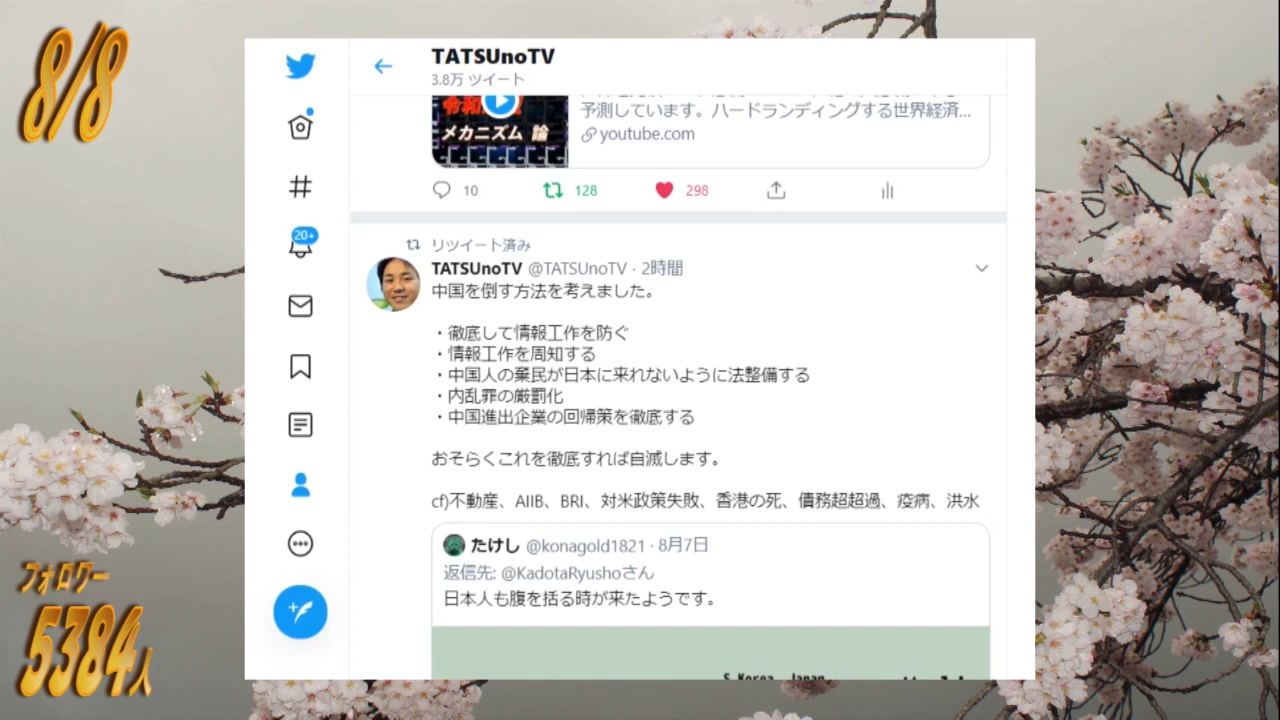 8/8
TATSUnoTV
3.8万 ツイート
メカニズム 論
予測しています。ハードランディングする世界経済...
youtube.com
10
128
298
20+
リツイート済み
TATSUnoTV @TATSUnoTV · 2時間
中国を倒す方法を考えました。
・徹底して情報工作を防ぐ
・情報工作を周知する
・中国人の棄民が日本に来れないように法整備する
・内乱罪の厳罰化
・中国進出企業の回帰策を徹底する
おそらくこれを徹底すれば自滅します。
cf)不動産、AIIB、BRI、対米政策失敗、香港の死、債務超超過、疫病、洪水
たけし @konagold1821 · 8月7日
返信先: @KadotaRyushoさん
日本人も腹を括る時が来たようです。
S.Korea Japan
フォロワー
5384人